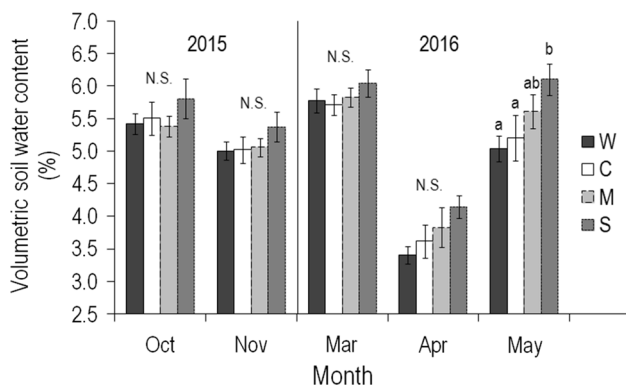 Volumetric soil water content
(%)
7.0
6.5
6.0
5.5
5.0
4.5
4.0
3.5
3.0
2.5
2015
2016
N.S.
N.S.
N.S.
N.S.
a
a
ab
b
W
C
M
S
Oct
Nov
Mar
Apr
May
Month